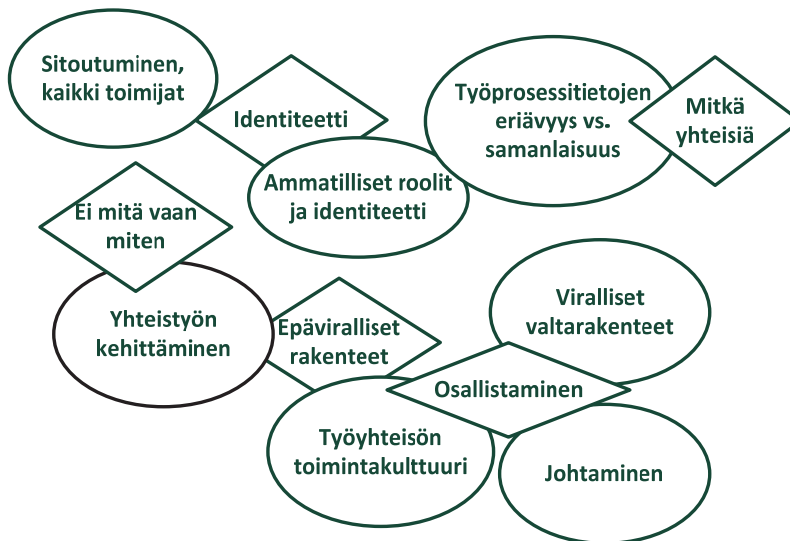 Sitoutuminen,
kaikki toimijat
Identiteetti
Työprosessitietojen
eriävyys vs.
samanlaisuus
Mitkä
yhteisiä
Ammatilliset roolit
ja identiteetti
Ei mitä vaan
miten
Yhteistyön
kehittäminen
Epäviralliset
rakenteet
Viralliset
valtarakenteet
Osallistaminen
Työyhteisön
toimintakulttuuri
Johtaminen